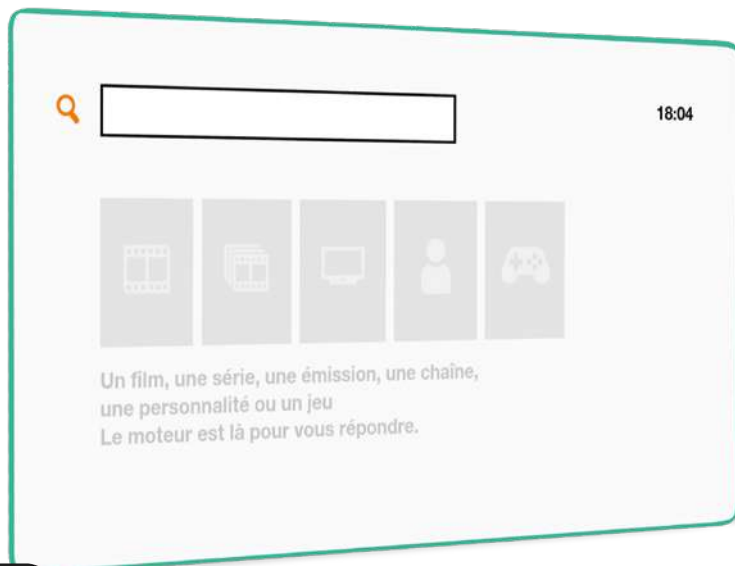 18:04
Un film, une série, une émission, une chaîne,
une personnalité ou un jeu
Le moteur est là pour vous répondre.